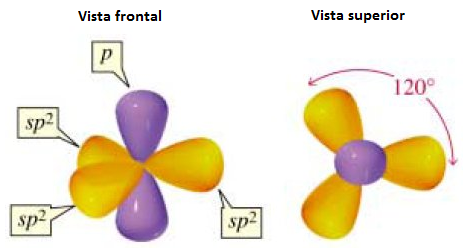 Vista frontal
Vista superior
p
sp²
sp²
sp²
120°